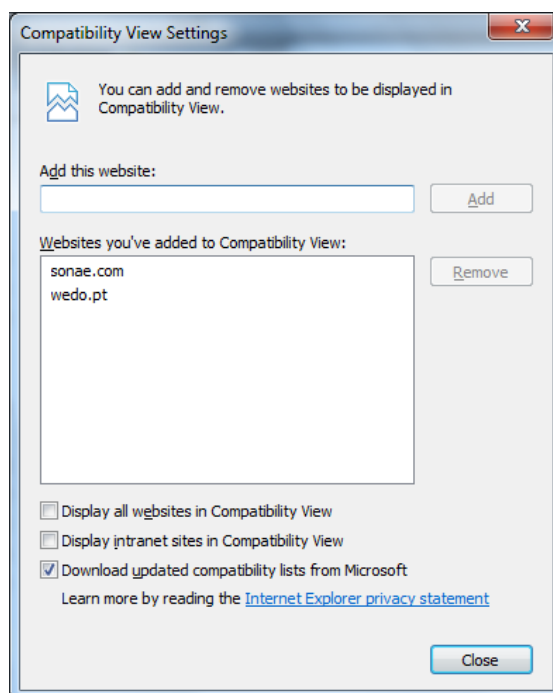 Compatibility View Settings
You can add and remove websites to be displayed in
Compatibility View.
Add this website:
Add
Websites you've added to Compatibility View:
sonae.com
wedo.pt
Remove
Display all websites in Compatibility View
Display intranet sites in Compatibility View
Download updated compatibility lists from Microsoft
Learn more by reading the Internet Explorer privacy statement
Close